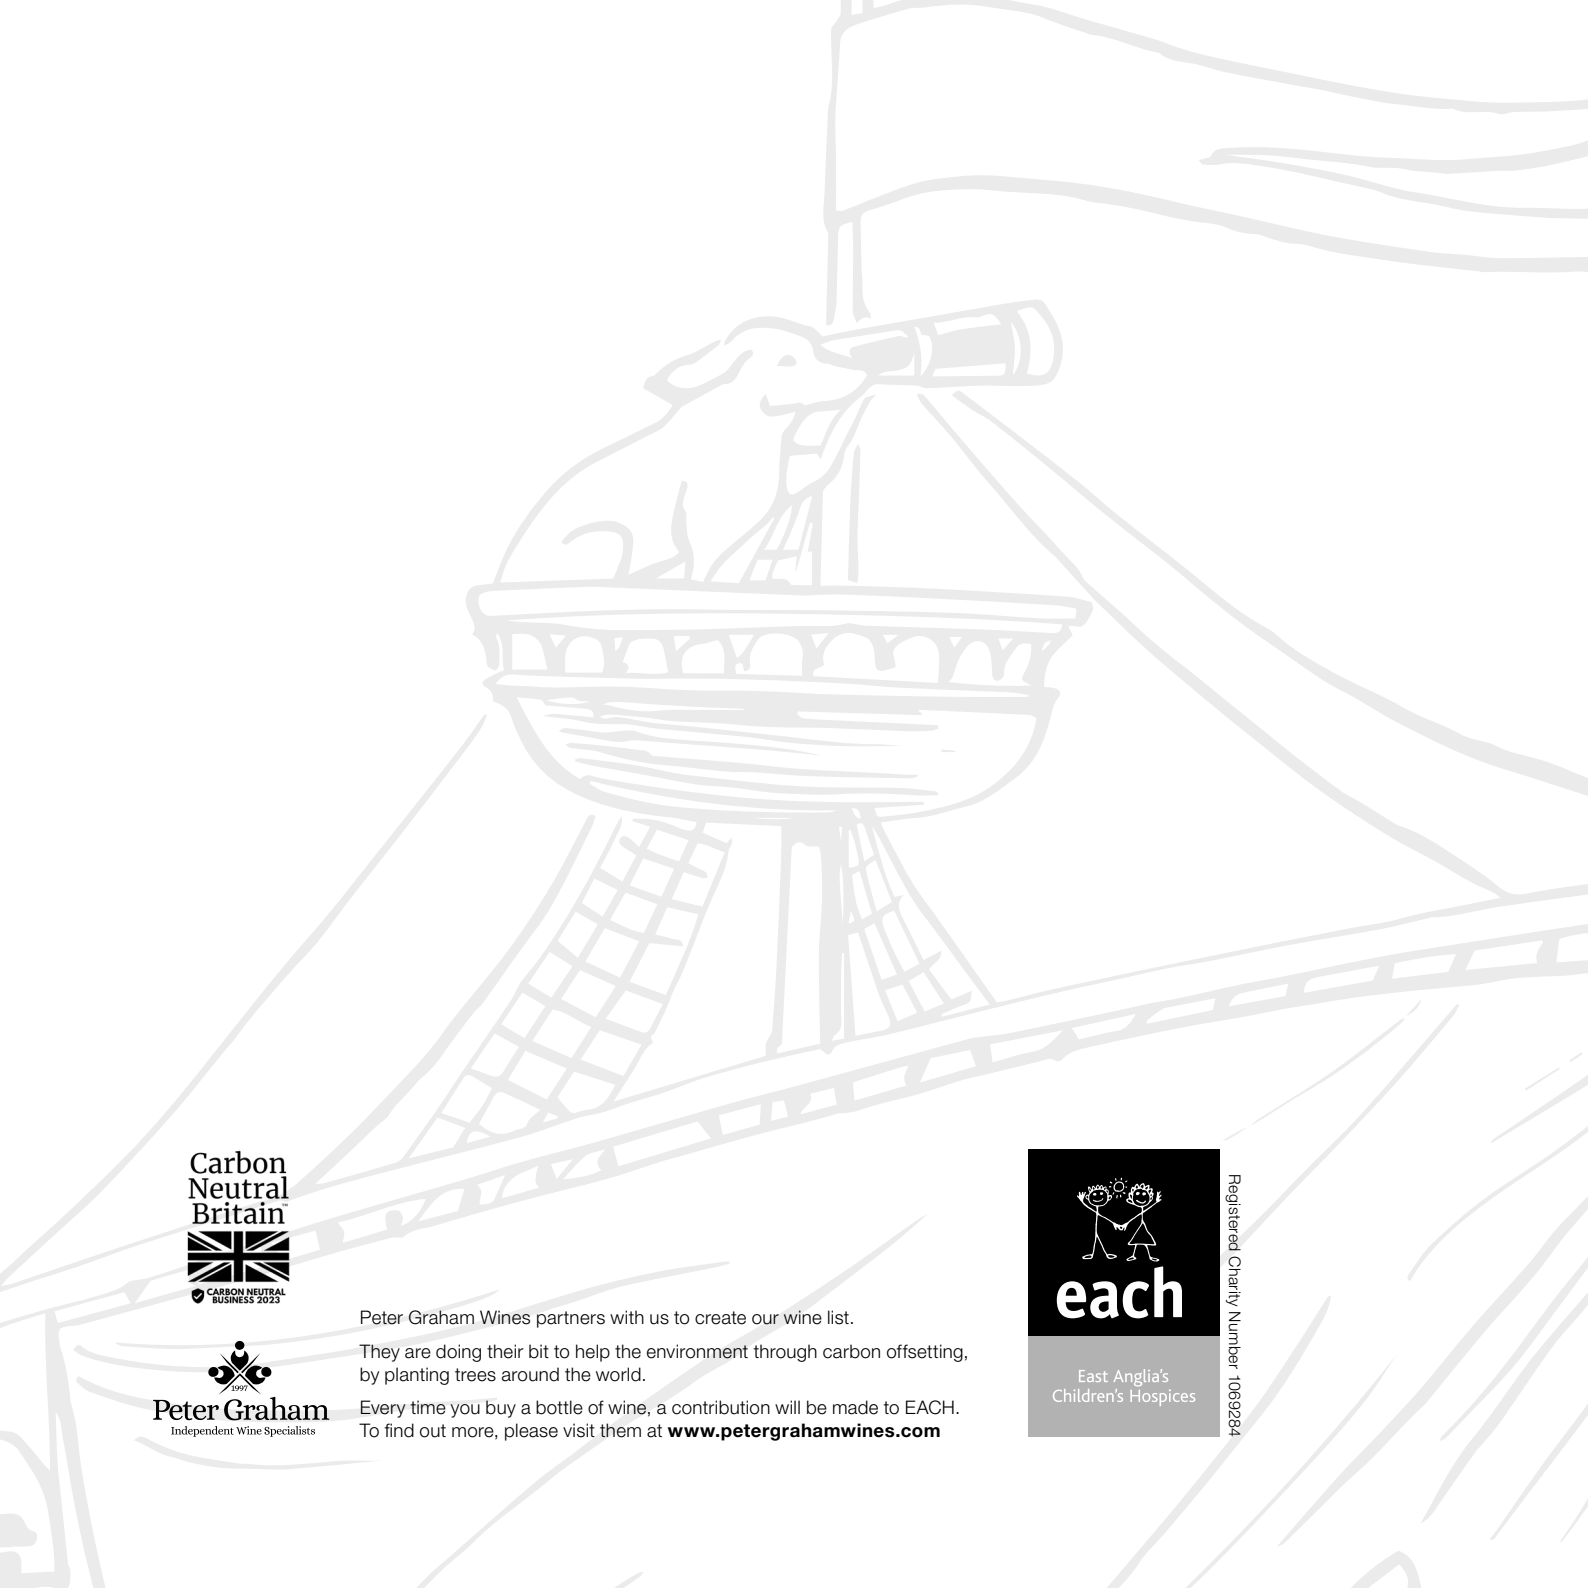 Carbon
Neutral
Britain™
CARBON NEUTRAL
BUSINESS 2023
1997
Peter Graham
Independent Wine Specialists
Peter Graham Wines partners with us to create our wine list.
They are doing their bit to help the environment through carbon offsetting,
by planting trees around the world.
Every time you buy a bottle of wine, a contribution will be made to EACH.
To find out more, please visit them at www.petergrahamwines.com
each
East Anglia's
Children's Hospices
Registered Charity Number 1069284